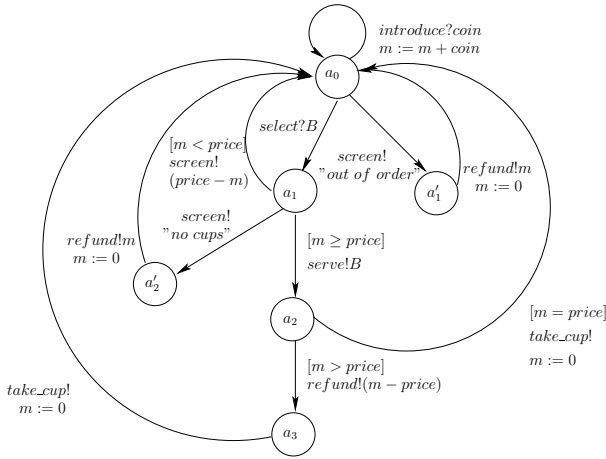 introduce?coin
m := m + coin
a0
select?B
[m < price]
screen!
(price − m)
screen!
"out of order"
refund!m
m := 0
a1
a′1
screen!
"no cups"
refund!m
m := 0
[m ≥ price]
serve!B
a′2
a2
[m = price]
take_cup!
m := 0
[m > price]
refund!(m − price)
take_cup!
m := 0
a3